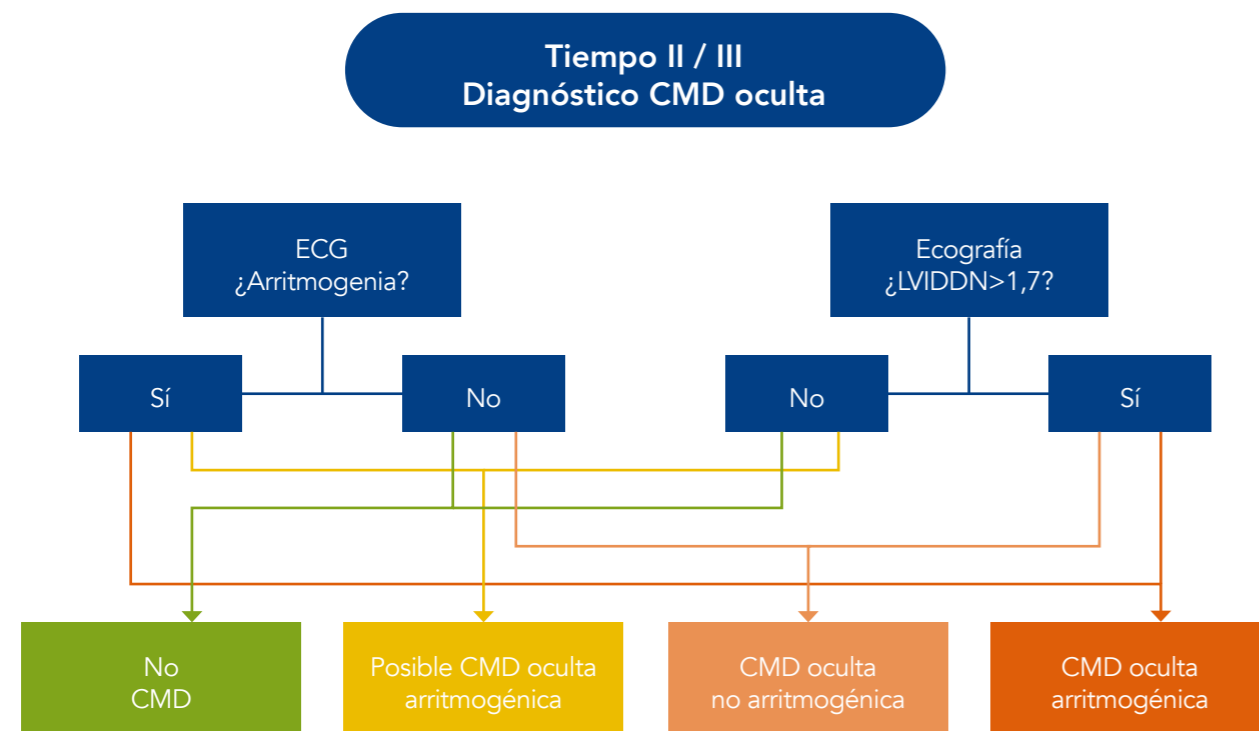 Tiempo II / III
Diagnóstico CMD oculta
ECG
¿Arritmogenia?
Ecografía
¿LVIDDN>1,7?
Sí
No
No
Sí
No
CMD
Posible CMD oculta
arritmogénica
CMD oculta
no arritmogénica
CMD oculta
arritmogénica